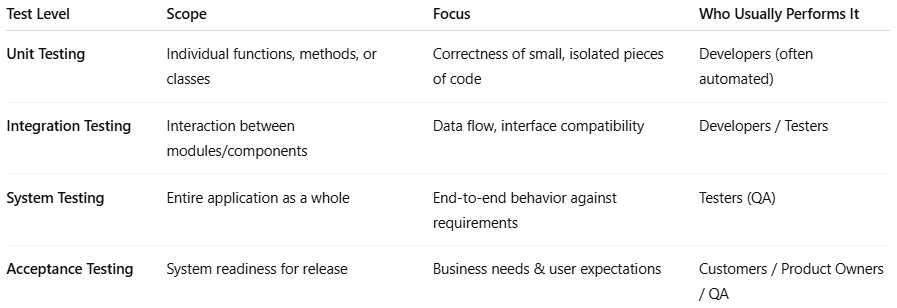 Test Level Scope Focus Who Usually Performs It
Unit Testing Individual functions, methods, or Correctness of small, isolated pieces Developers (often
classes of code automated)
Integration Testing Interaction between Data flow, interface compatibility Developers / Testers
modules/components
System Testing Entire application as a whole End-to-end behavior against Testers (QA)
requirements
Acceptance Testing System readiness for release Business needs & user expectations Customers / Product Owners
/ QA